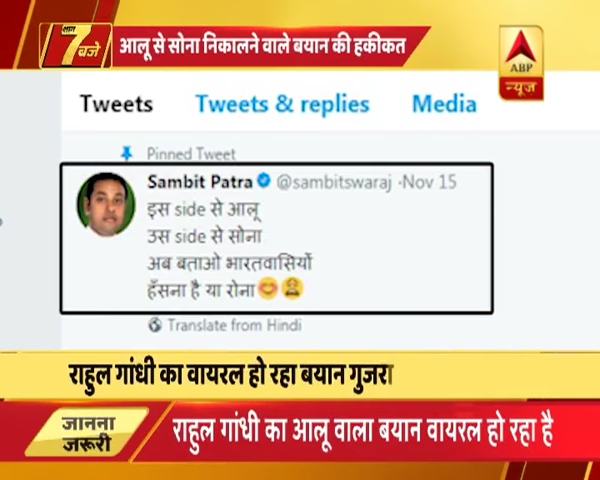 शाम 7 बजे
आलू से सोना निकालने वाले बयान की हकीकत
ABP
न्यूज़
Tweets Tweets & replies Media
Pinned Tweet
Sambit Patra @sambitswaraj -Nov 15
इस side से आलू
उस side से सोना
अब बताओ भारतवासियों
हँसना है या रोना😊😩
Translate from Hindi
राहुल गांधी का वायरल हो रहा बयान गुजरा
जानना
जरूरी
राहुल गांधी का आलू वाला बयान वायरल हो रहा है